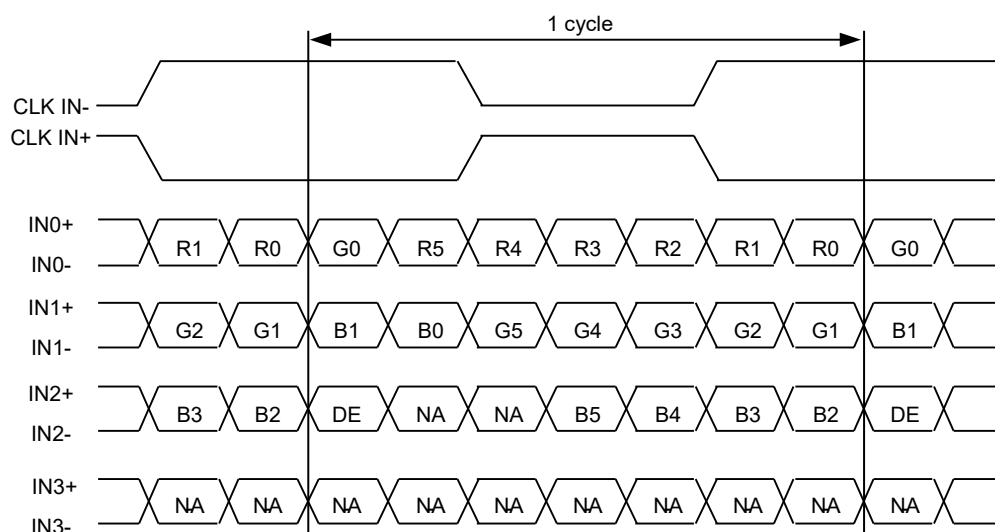 1 cycle
CLK IN-
CLK IN+
IN0+
R1 R0 G0 R5 R4 R3 R2 R1 R0 G0
IN0-
IN1+
G2 G1 B1 B0 G5 G4 G3 G2 G1 B1
IN1-
IN2+
B3 B2 DE NA NA B5 B4 B3 B2 DE
IN2-
IN3+
NA NA NA NA NA NA NA NA NA NA
IN3-